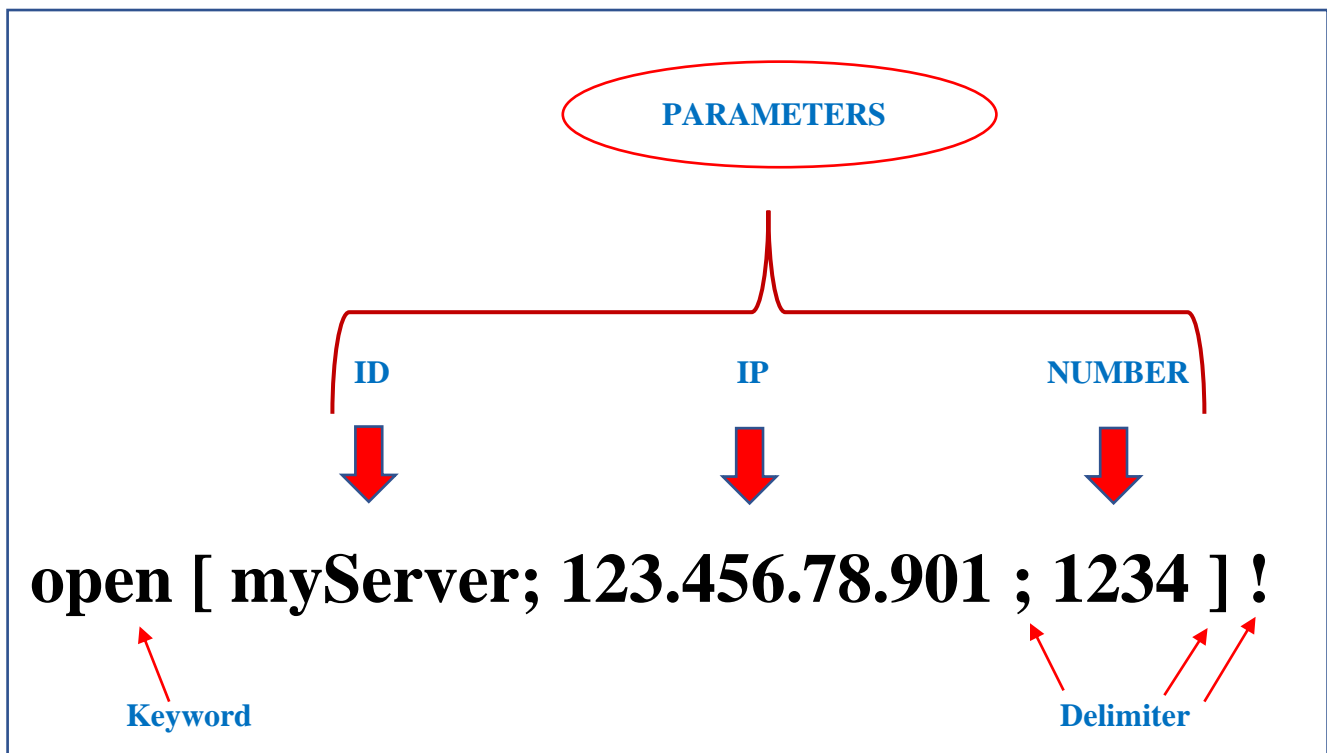 PARAMETERS
ID IP NUMBER
open [ myServer; 123.456.78.901 ; 1234 ] !
Keyword Delimiter